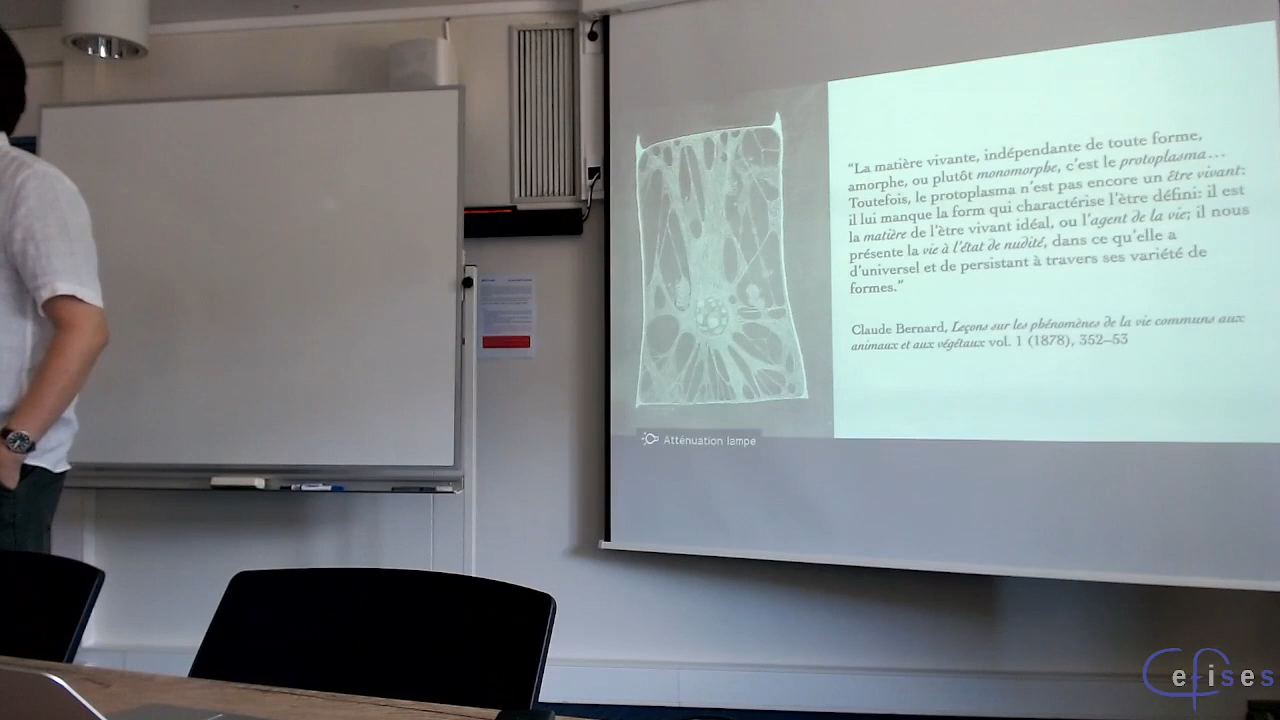 “La matière vivante, indépendante de toute forme,
amorphe, ou plutôt monomorphe, c’est le protoplasma…
Toutefois, le protoplasma n’est pas encore un être vivant:
il lui manque la form qui charactérise l’ètre défini: il est
la matière de l’ètre vivant idéal, ou l’agent de la vie; il nous
présente la vie à l’état de nudité, dans ce qu’elle a
d’universel et de persistant à travers ses variété de
formes.”
Claude Bernard, Leçons sur les phénomènes de la vie communs aux
animaux et aux végétaux vol. 1 (1878), 352–53
Atténuation lampe
Cefises